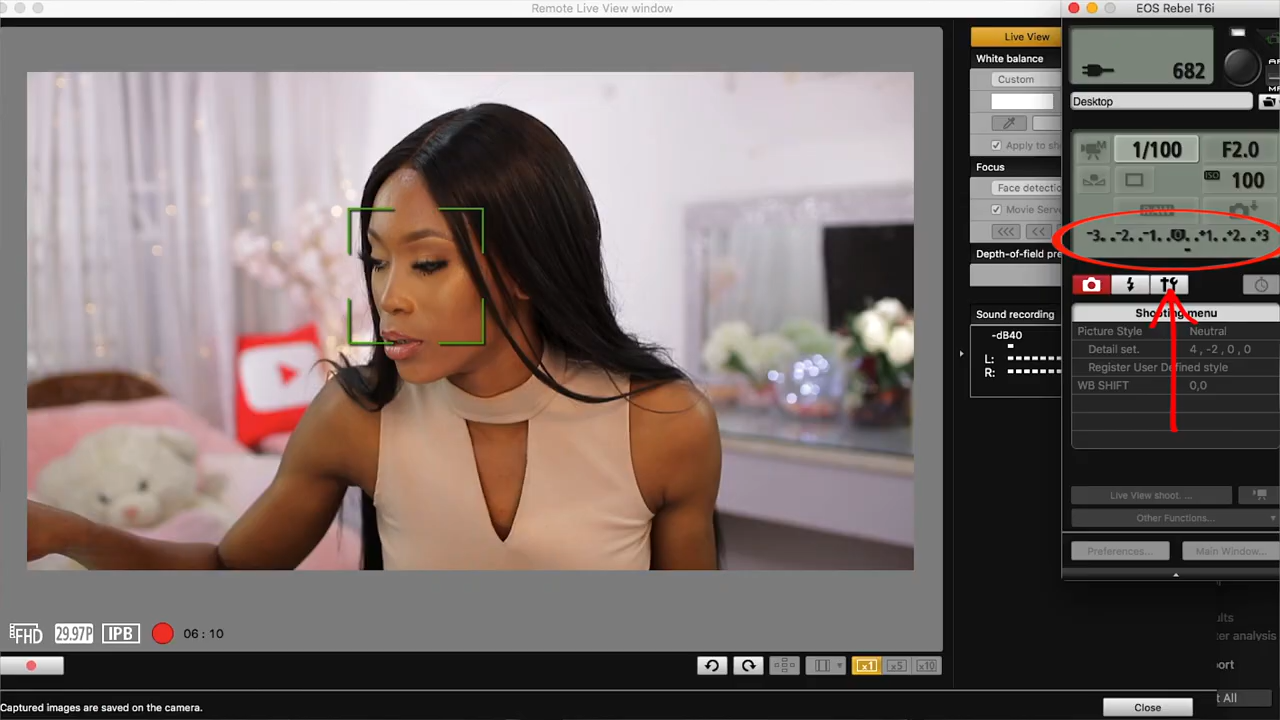 Remote Live View window
EOS Rebel T6i
Live View
682
White balance
Custom
Desktop
Apply to sh
1/100 F2.0
Focus
ISO 100
Face detectio
RAW
Movie Serv
-3..-2..-1..0..+1..+2..+3
<<< <<
Depth-of-field pre
Shooting menu
Sound recording
Picture Style Neutral
-dB40
Detail set. 4 , -2 , 0 , 0
L:
Register User Defined style
R:
WB SHIFT 0,0
Live View shoot. ...
Other Functions...
Preferences... Main Window...
FHD 29.97P IPB 06 : 10
ults
ter analysis
x1 x5 x10
port
Captured images are saved on the camera.
Close
t All